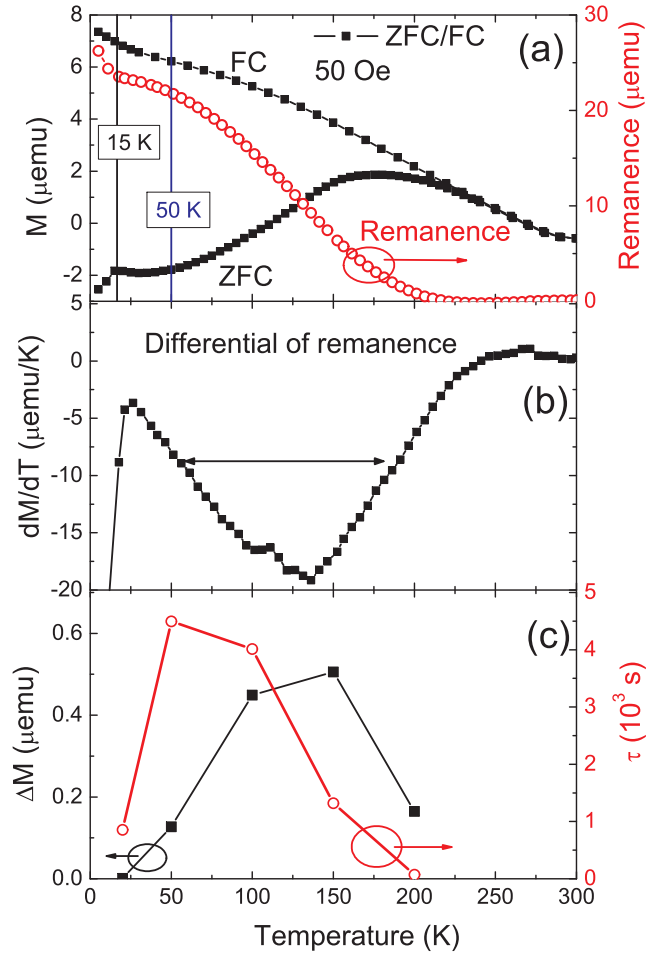 ZFC/FC
50 Oe
(a)
FC
15 K
50 K
ZFC
Remanence
M (μemu)
8
6
4
2
0
-2
Remanence (μemu)
30
20
10
0
Differential of remanence
(b)
dM/dT (μemu/K)
5
0
-5
-10
-15
-20
(c)
ΔM (μemu)
0.6
0.4
0.2
0.0
τ (10³ s)
5
4
3
2
1
0
0 50 100 150 200 250 300
Temperature (K)